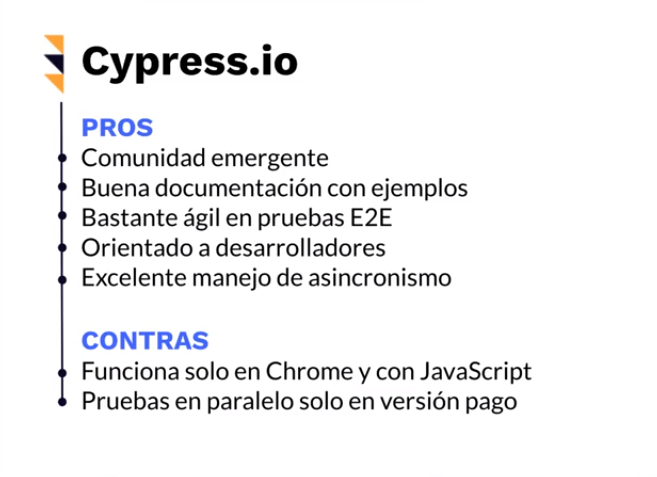 Cypress.io
PROS
Comunidad emergente
Buena documentación con ejemplos
Bastante ágil en pruebas E2E
Orientado a desarrolladores
Excelente manejo de asincronismo
CONTRAS
Funciona solo en Chrome y con JavaScript
Pruebas en paralelo solo en versión pago